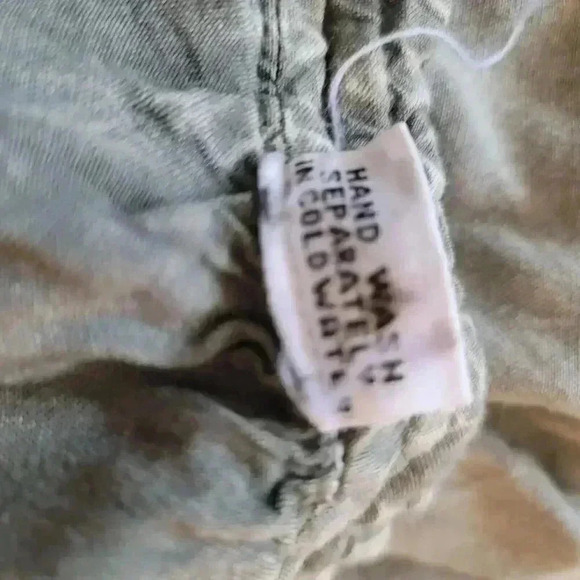 HAND WASH
SEPARATELY
IN COLD WATER